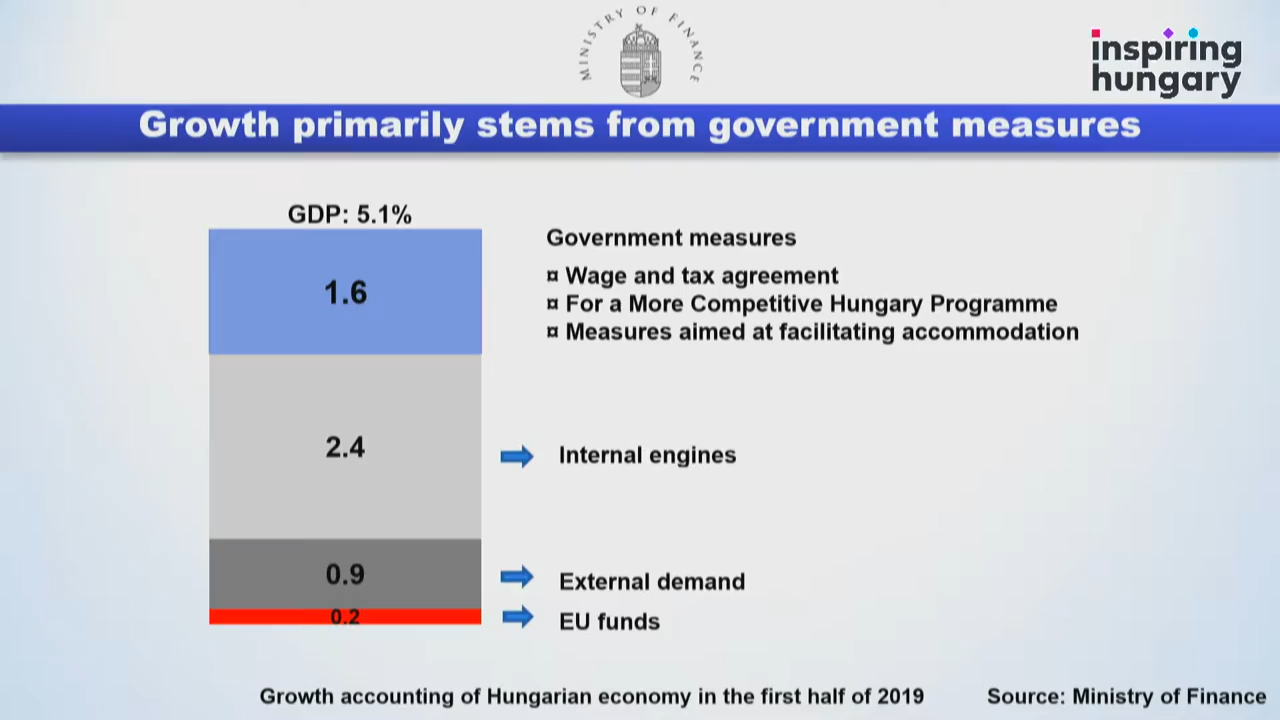 MINISTRY OF FINANCE
inspiring
hungary
Growth primarily stems from government measures
GDP: 5.1%
1.6
Government measures
¤ Wage and tax agreement
¤ For a More Competitive Hungary Programme
¤ Measures aimed at facilitating accommodation
2.4
Internal engines
0.9
External demand
0.2
EU funds
Growth accounting of Hungarian economy in the first half of 2019
Source: Ministry of Finance